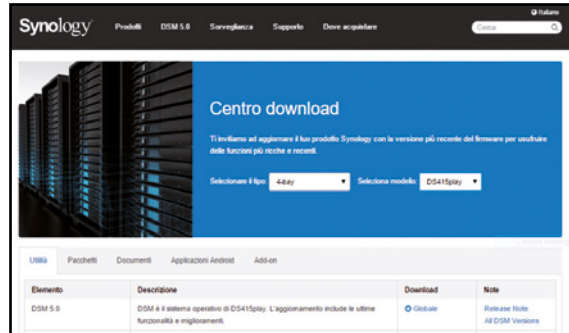 Italiano
Synology
Prodotti DSM 5.0 Sorveglianza Supporto Dove acquistare Cerca
Centro download
Ti invitiamo ad aggiornare il tuo prodotto Synology con la versione più recente del firmware per usufruire
delle funzioni più ricche e recenti.
Selezionare il tipo: 4-bay Seleziona modello: DS415play
Utilità Pacchetti Documenti Applicazioni Android Add-on
Elemento Descrizione Download Note
DSM 5.0 DSM è il sistema operativo di DS415play. L'aggiornamento include le ultime Globale Release Note
funzionalità e miglioramenti. All DSM Versions